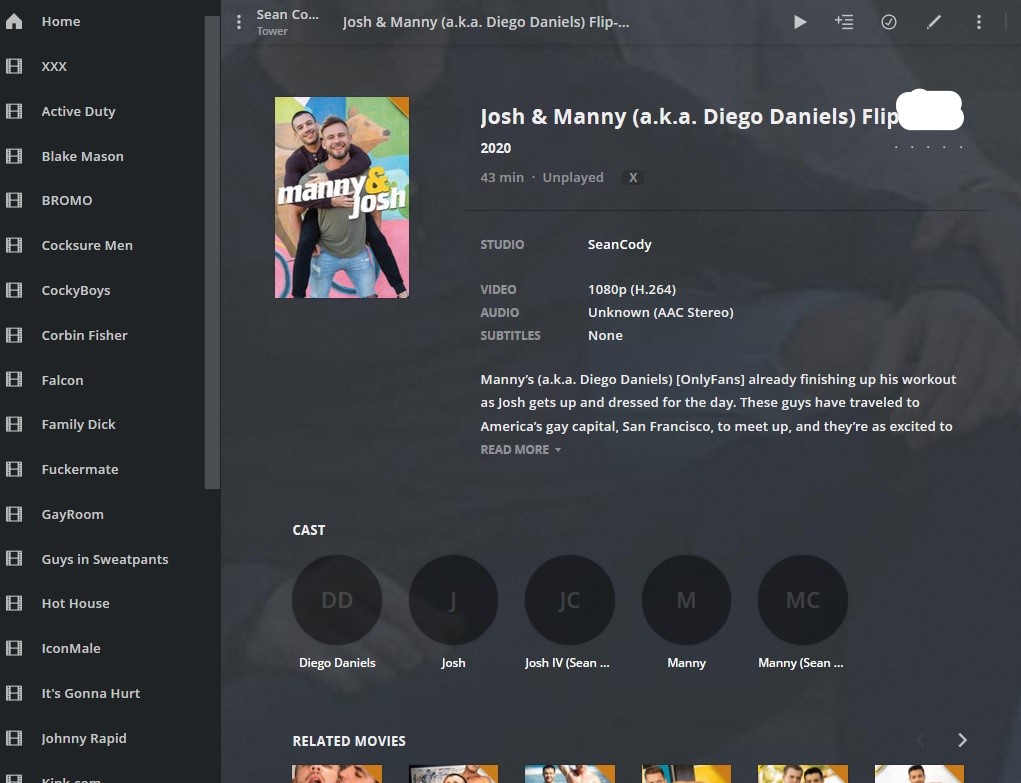 Home
XXX
Active Duty
Blake Mason
BROMO
Cocksure Men
CockyBoys
Corbin Fisher
Falcon
Family Dick
Fuckermate
GayRoom
Guys in Sweatpants
Hot House
IconMale
It's Gonna Hurt
Johnny Rapid
Kink.com
Sean Co...
Tower
Josh & Manny (a.k.a. Diego Daniels) Flip-...
manny&
josh
Josh & Manny (a.k.a. Diego Daniels) Flip
2020
43 min · Unplayed X
STUDIO SeanCody
VIDEO 1080p (H.264)
AUDIO Unknown (AAC Stereo)
SUBTITLES None
Manny’s (a.k.a. Diego Daniels) [OnlyFans] already finishing up his workout
as Josh gets up and dressed for the day. These guys have traveled to
America’s gay capital, San Francisco, to meet up, and they’re as excited to
READ MORE
CAST
DD J JC M MC
Diego Daniels Josh Josh IV (Sean ... Manny Manny (Sean ...
RELATED MOVIES